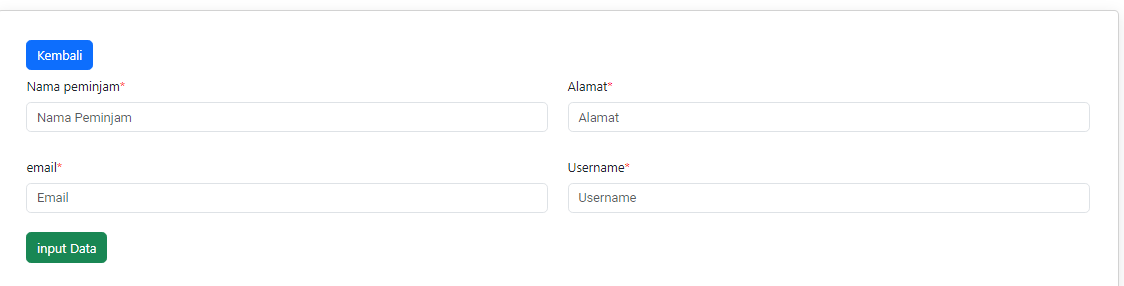 Kembali
Nama peminjam* Alamat*
Nama Peminjam Alamat
email* Username*
Email Username
input Data